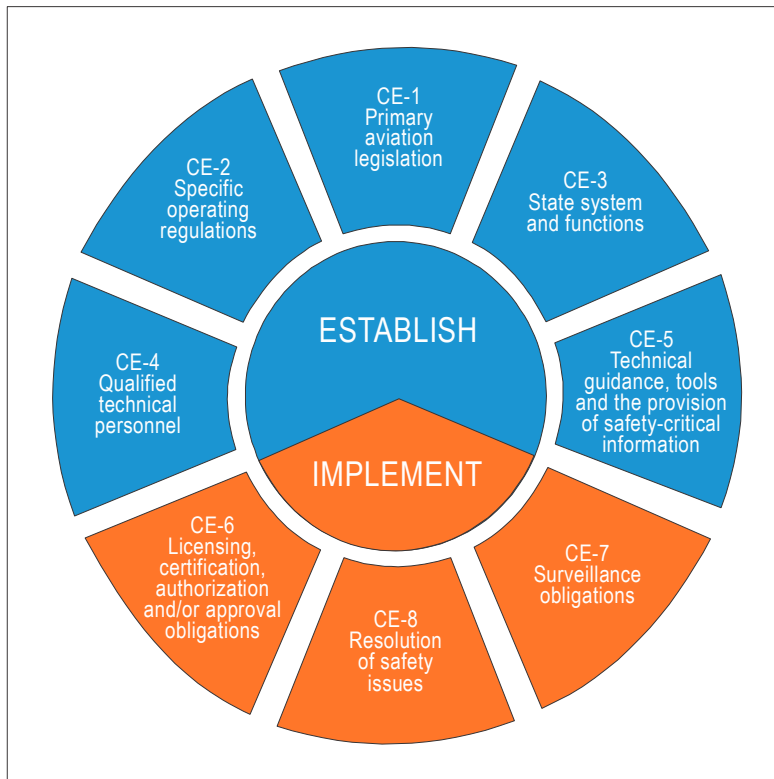 CE-1
Primary
aviation
legislation
CE-2
Specific
operating
regulations
CE-3
State system
and functions
ESTABLISH
CE-4
Qualified
technical
personnel
CE-5
Technical
guidance, tools
and the provision
of safety-critical
information
IMPLEMENT
CE-6
Licensing,
certification,
authorization
and/or approval
obligations
CE-7
Surveillance
obligations
CE-8
Resolution
of safety
issues